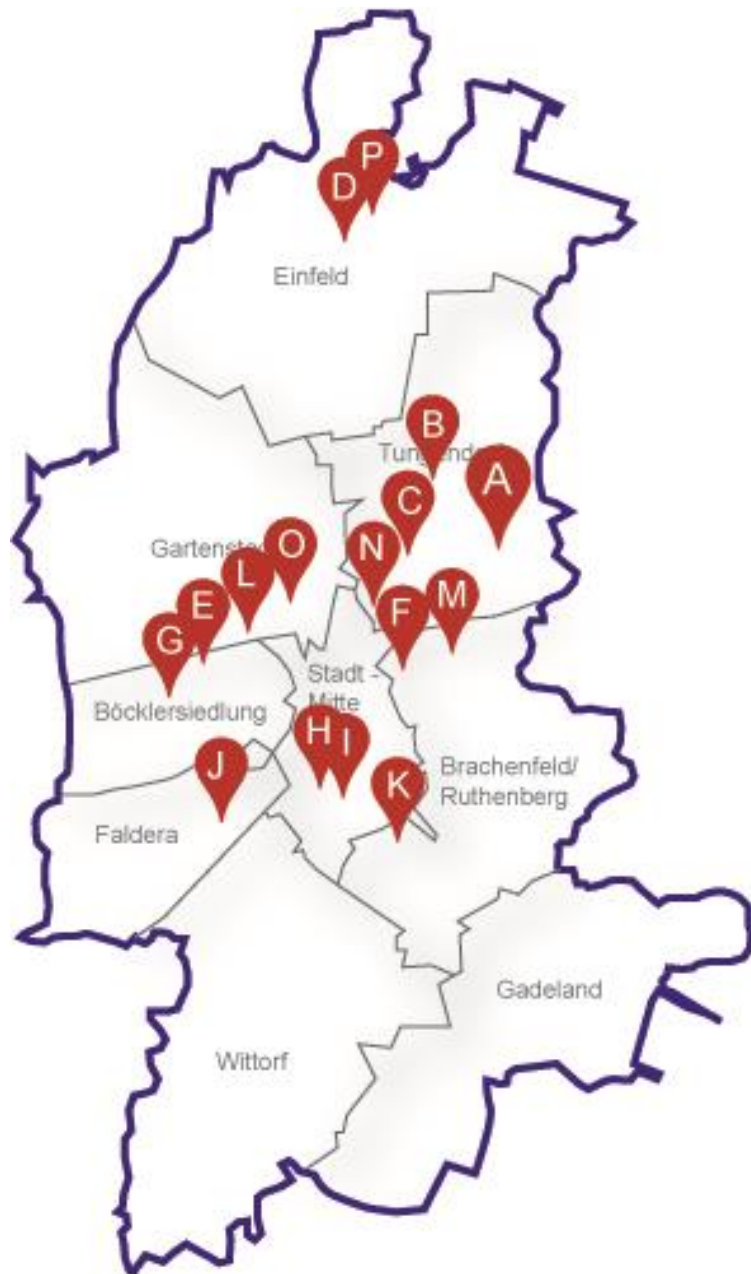 P
D
Einfeld
B
A
C
O
N
L
M
E
F
G
Stadt -
Mitte
Böcklersiedlung
H
I
J
Brachenfeld/
Ruthenberg
K
Faldera
Gadeland
Wittorf